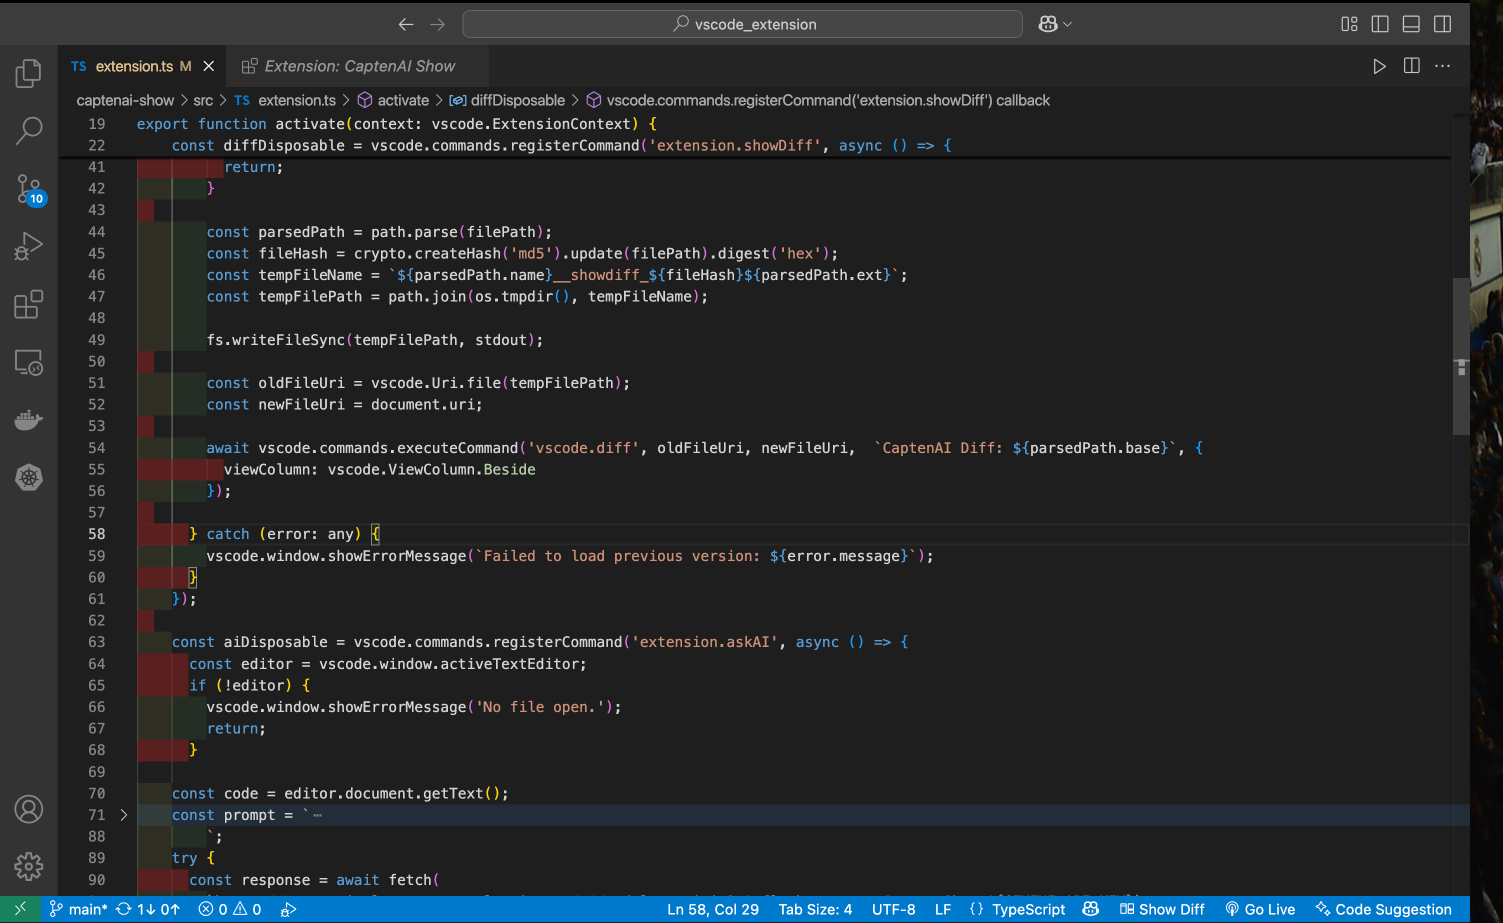 vscode_extension
TS extension.ts M
Extension: CaptenAI Show
captenai-show > src > TS extension.ts > activate > diffDisposable > vscode.commands.registerCommand('extension.showDiff') callback
19 export function activate(context: vscode.ExtensionContext) {
22 const diffDisposable = vscode.commands.registerCommand('extension.showDiff', async () => {
41 return;
42 }
43
44 const parsedPath = path.parse(filePath);
45 const fileHash = crypto.createHash('md5').update(filePath).digest('hex');
46 const tempFileName = `${parsedPath.name}__showdiff_${fileHash}${parsedPath.ext}`;
47 const tempFilePath = path.join(os.tmpdir(), tempFileName);
48
49 fs.writeFileSync(tempFilePath, stdout);
50
51 const oldFileUri = vscode.Uri.file(tempFilePath);
52 const newFileUri = document.uri;
53
54 await vscode.commands.executeCommand('vscode.diff', oldFileUri, newFileUri, `CaptenAI Diff: ${parsedPath.base}`, {
55 viewColumn: vscode.ViewColumn.Beside
56 });
57
58 } catch (error: any) {
59 vscode.window.showErrorMessage(`Failed to load previous version: ${error.message}`);
60 }
61 });
62
63 const aiDisposable = vscode.commands.registerCommand('extension.askAI', async () => {
64 const editor = vscode.window.activeTextEditor;
65 if (!editor) {
66 vscode.window.showErrorMessage('No file open.');
67 return;
68 }
69
70 const code = editor.document.getText();
71 const prompt = `⋯
88 `;
89 try {
90 const response = await fetch(
10
main* 1↓ 0↑ 0 0 Ln 58, Col 29 Tab Size: 4 UTF-8 LF {} TypeScript Show Diff Go Live Code Suggestion